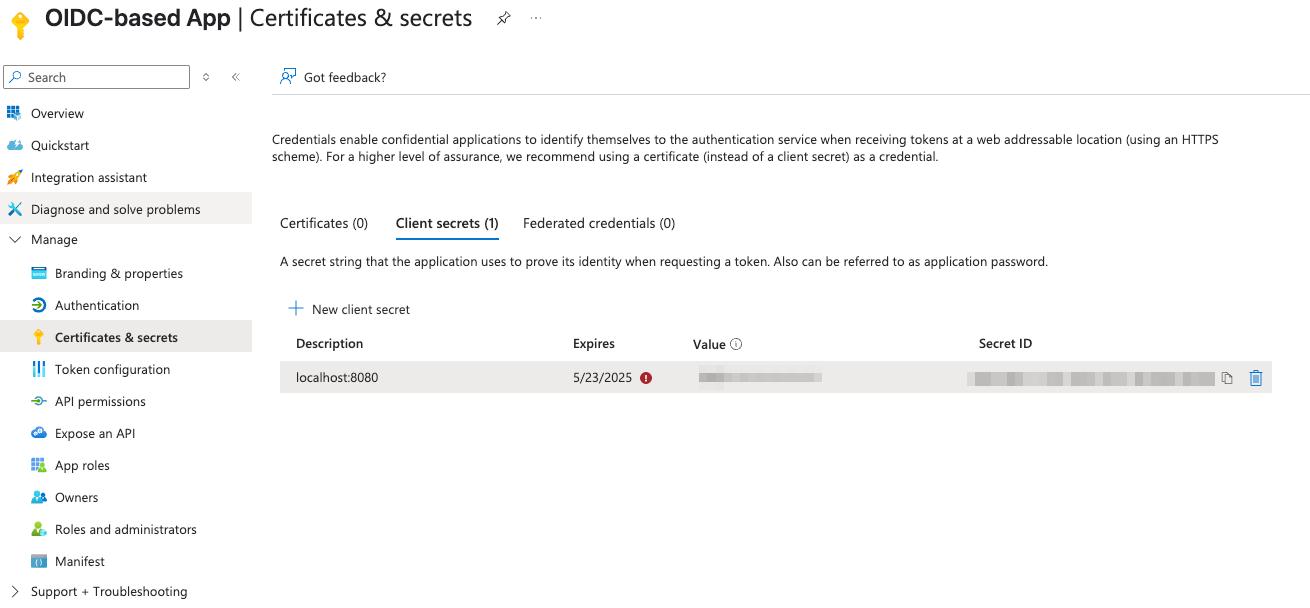 OIDC-based App | Certificates & secrets
Search
Got feedback?
Overview
Quickstart
Integration assistant
Diagnose and solve problems
Manage
Branding & properties
Authentication
Certificates & secrets
Token configuration
API permissions
Expose an API
App roles
Owners
Roles and administrators
Manifest
Support + Troubleshooting
Credentials enable confidential applications to identify themselves to the authentication service when receiving tokens at a web addressable location (using an HTTPS
scheme). For a higher level of assurance, we recommend using a certificate (instead of a client secret) as a credential.
Certificates (0) Client secrets (1) Federated credentials (0)
A secret string that the application uses to prove its identity when requesting a token. Also can be referred to as application password.
New client secret
Description Expires Value Secret ID
localhost:8080 5/23/2025